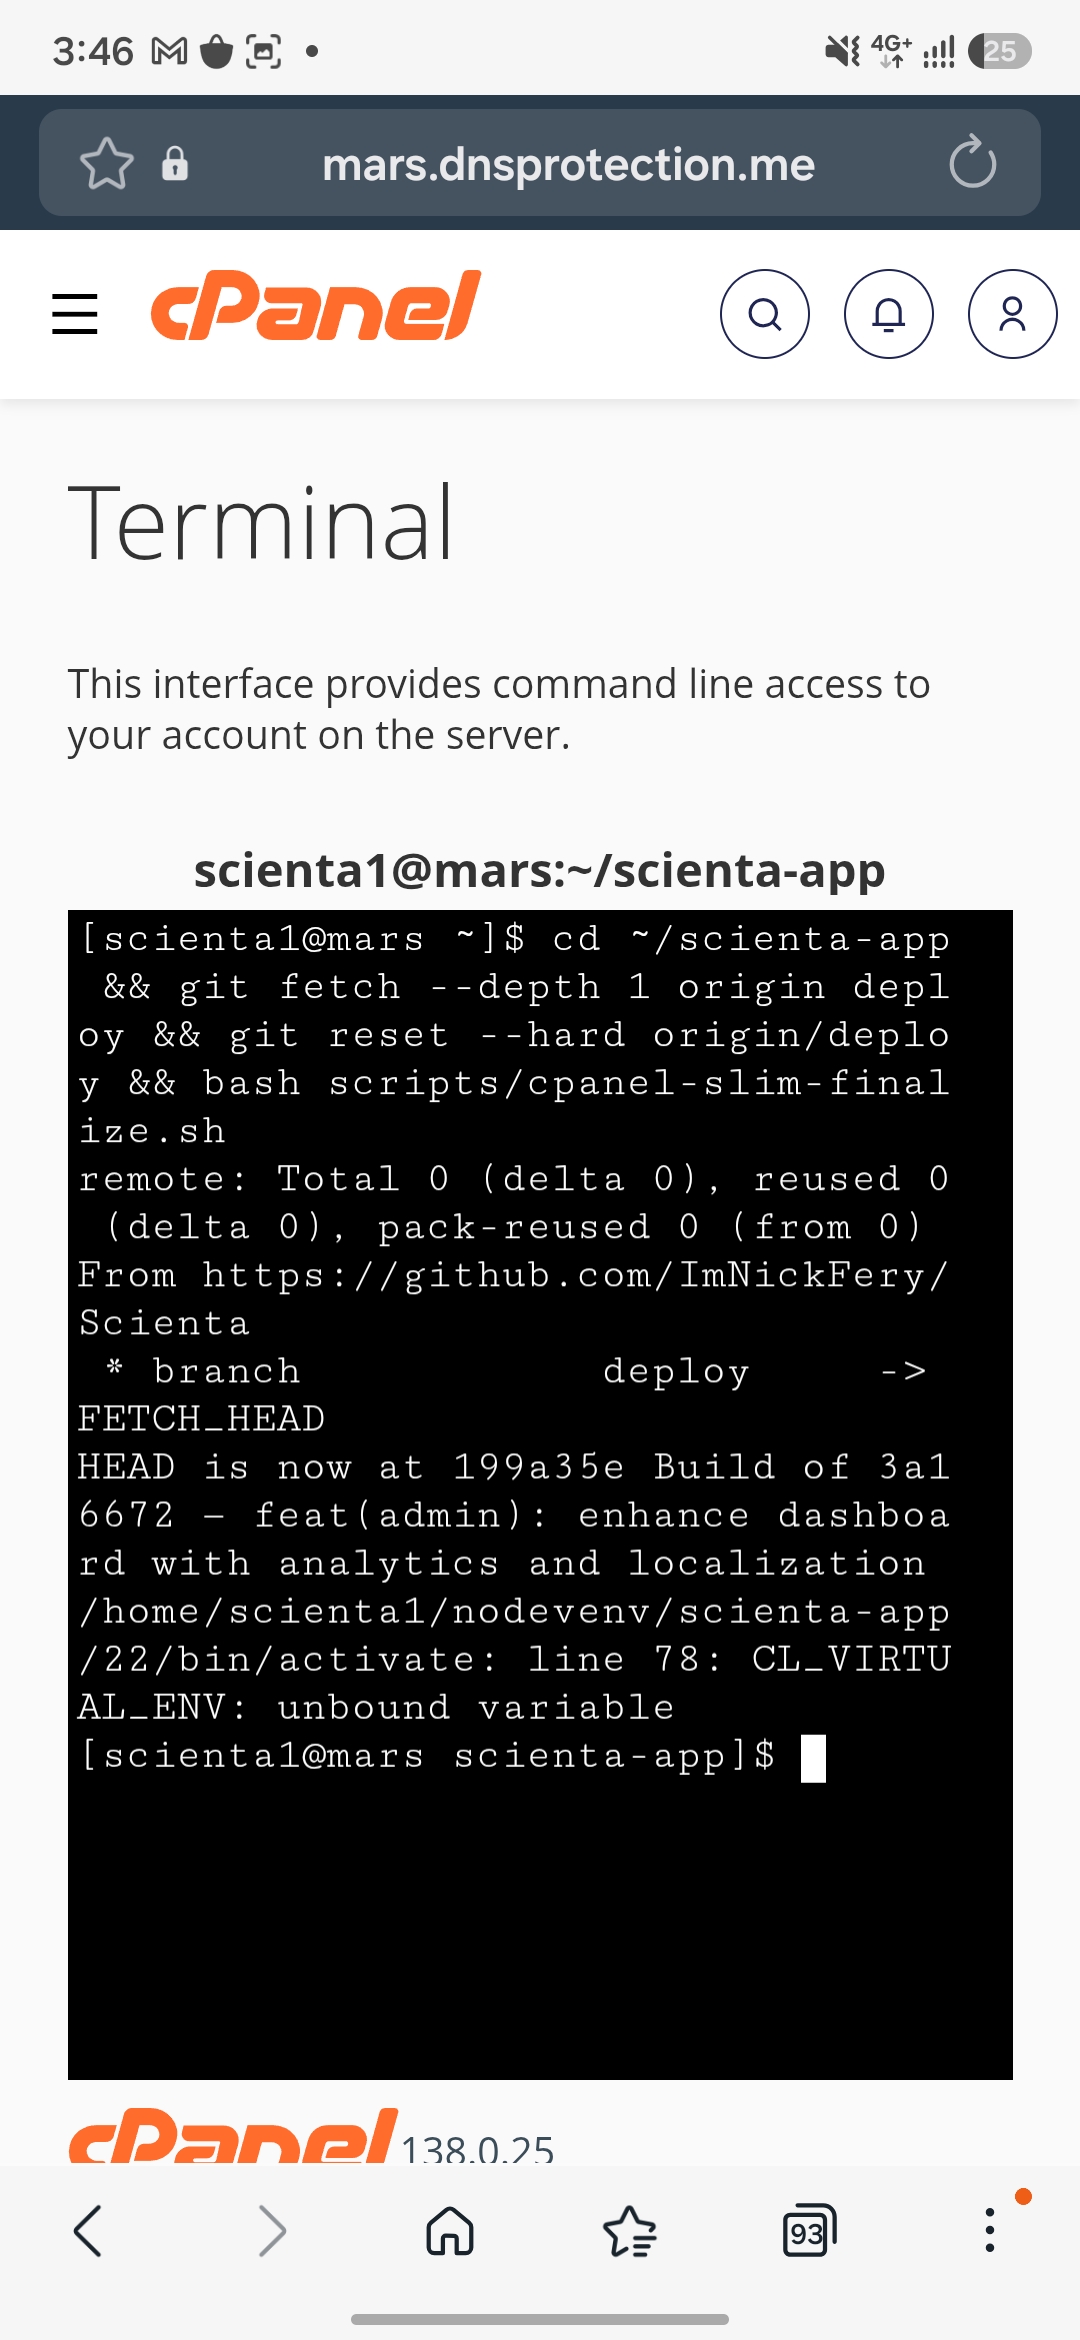 3:46
4G+
25
mars.dnsprotection.me
cPanel
Terminal
This interface provides command line access to
your account on the server.
scienta1@mars:~/scienta-app
[scienta1@mars ~]$ cd ~/scienta-app
 && git fetch --depth 1 origin depl
oy && git reset --hard origin/deplo
y && bash scripts/cpanel-slim-final
ize.sh
remote: Total 0 (delta 0), reused 0
 (delta 0), pack-reused 0 (from 0)
From https://github.com/ImNickFery/
Scienta
 * branch            deploy     ->
FETCH_HEAD
HEAD is now at 199a35e Build of 3a1
6672 — feat(admin): enhance dashboa
rd with analytics and localization
/home/scienta1/nodevenv/scienta-app
/22/bin/activate: line 78: CL_VIRTU
AL_ENV: unbound variable
[scienta1@mars scienta-app]$
cPanel 138.0.25
93